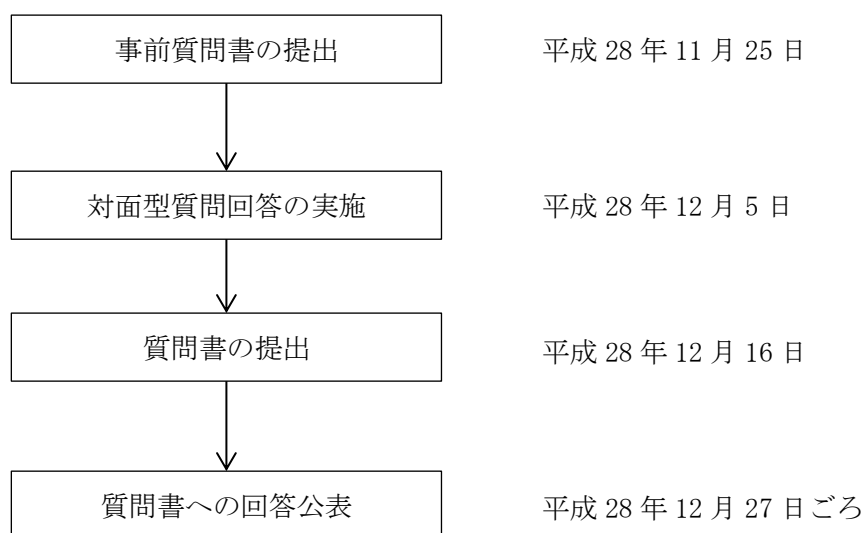 事前質問書の提出 平成 28 年 11 月 25 日
対面型質問回答の実施 平成 28 年 12 月 5 日
質問書の提出 平成 28 年 12 月 16 日
質問書への回答公表 平成 28 年 12 月 27 日ごろ